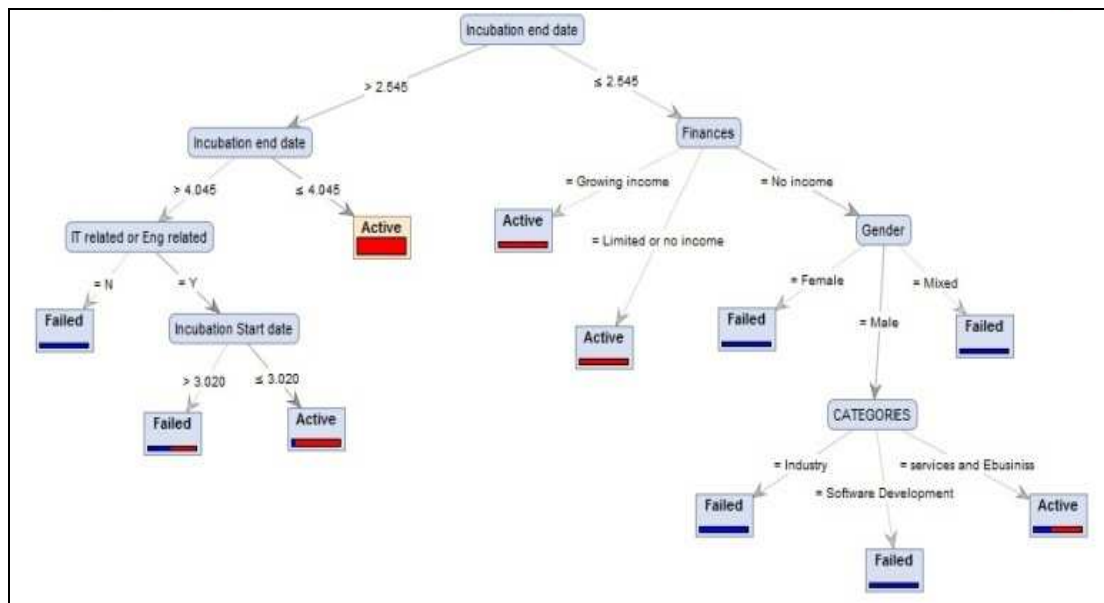 Incubation end date
> 2.545
≤ 2.545
Incubation end date
Finances
> 4.045
≤ 4.045
= Growing income
= No income
IT related or Eng related
Active
Active
= Limited or no income
Gender
= N
= Y
= Female
= Mixed
Failed
Incubation Start date
Active
Failed
= Male
Failed
> 3.020
≤ 3.020
Failed
Active
CATEGORIES
= Industry
= services and Ebusiniss
= Software Development
Failed
Active
Failed